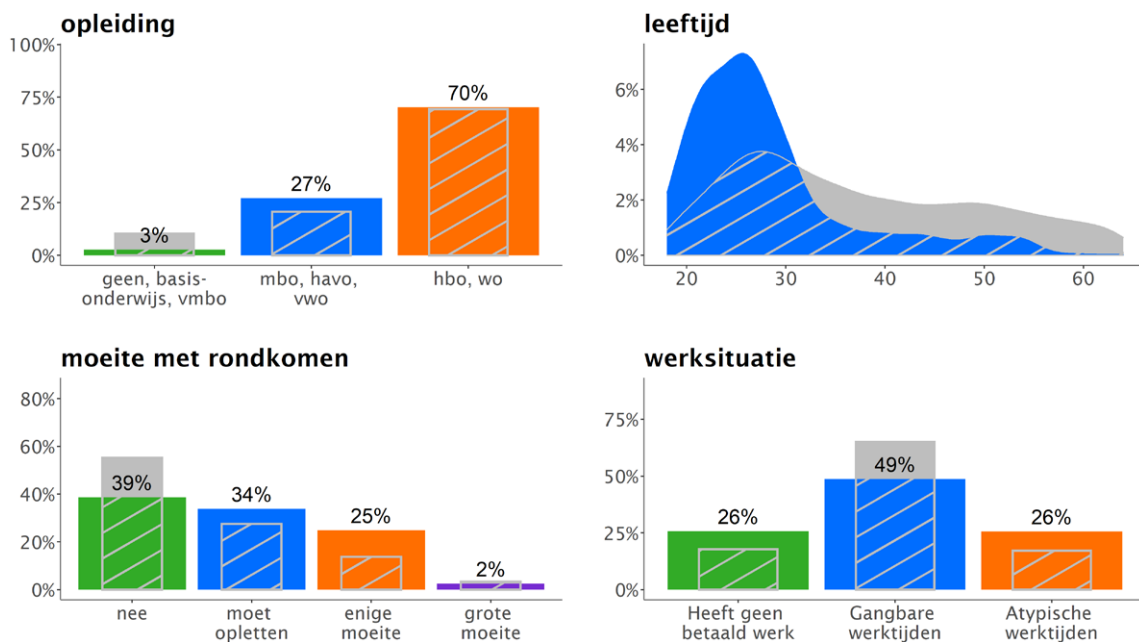 opleiding
100%
75%
50%
25%
0%
3%
27%
70%
geen, basis-
onderwijs, vmbo
mbo, havo,
vwo
hbo, wo
leeftijd
6%
4%
2%
0%
20
30
40
50
60
moeite met rondkomen
80%
60%
40%
20%
0%
39%
34%
25%
2%
nee
moet
opletten
enige
moeite
grote
moeite
werksituatie
75%
50%
25%
0%
26%
49%
26%
Heeft geen
betaald werk
Gangbare
werktijden
Atypische
werktijden